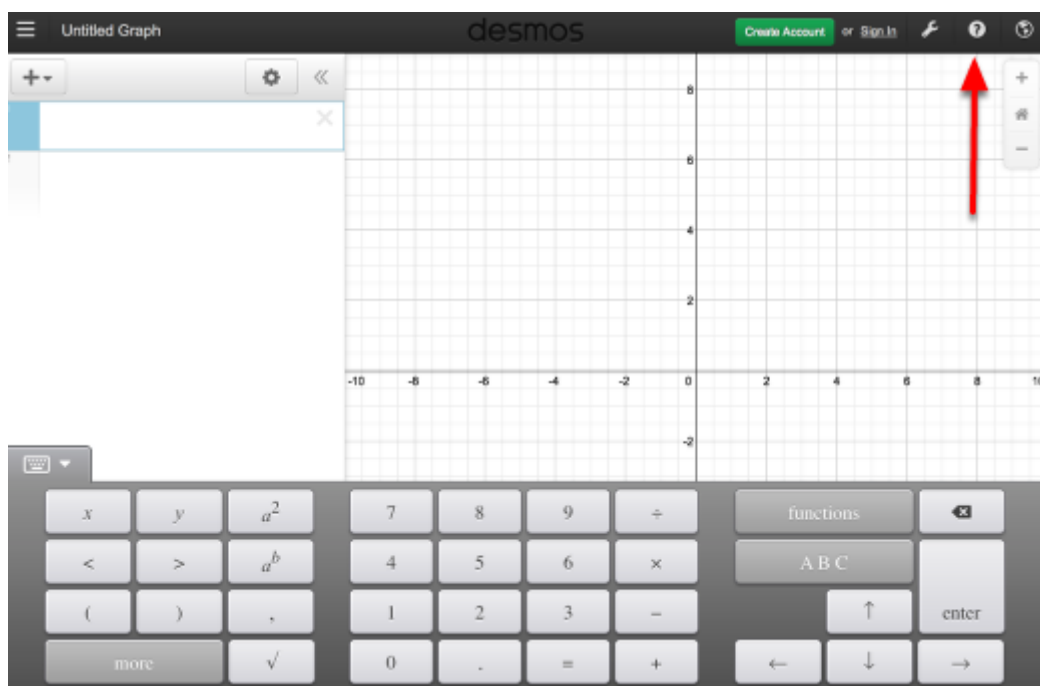 Untitled Graph desmos Create Account or Sign In
8
6
4
2
-10 -8 -6 -4 -2 0 2 4 6 8 10
-2
x y a² 7 8 9 ÷ functions
< > aᵇ 4 5 6 × A B C
( ) , 1 2 3 − ↑ enter
more √ 0 . = + ← ↓ →